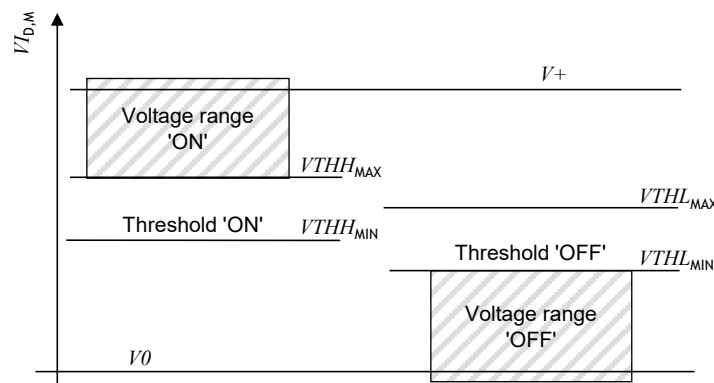 VI_D,M
V+
Voltage range
'ON'
VTHH_MAX
VTHL_MAX
Threshold 'ON'
VTHH_MIN
Threshold 'OFF'
VTHL_MIN
Voltage range
'OFF'
V0